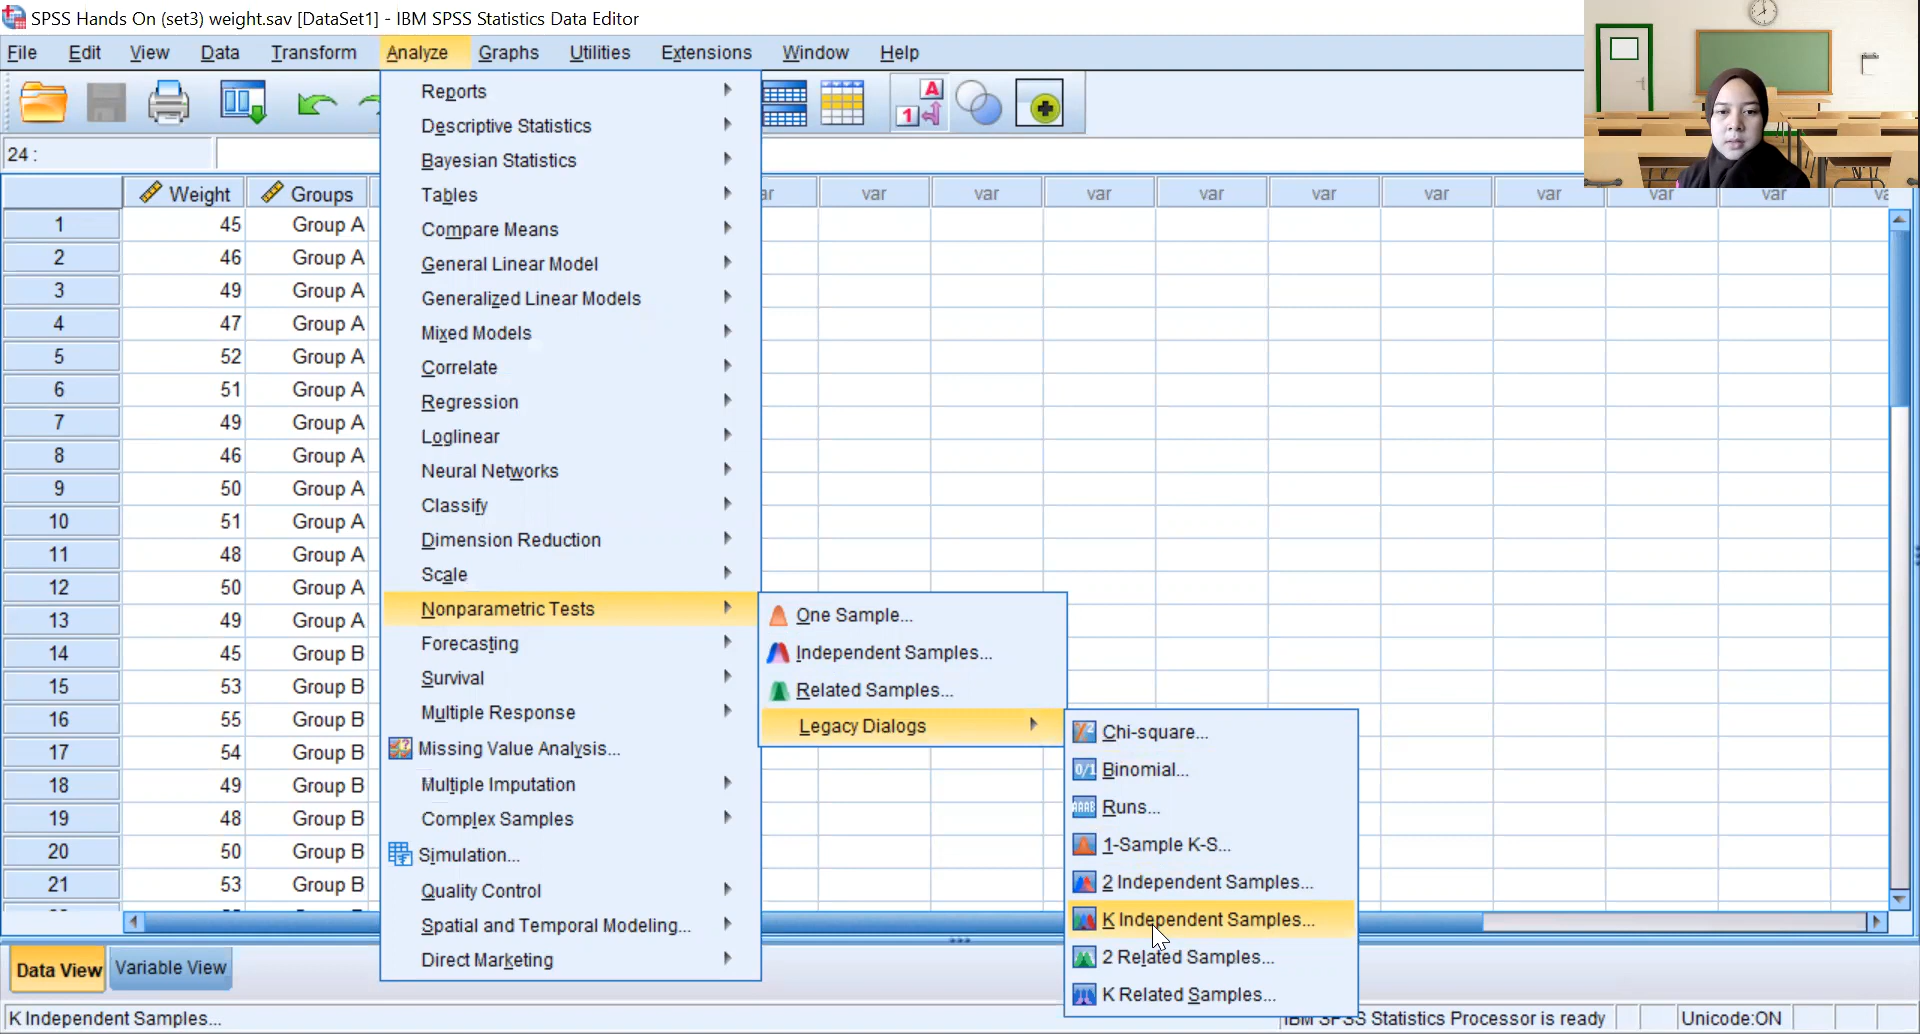 SPSS Hands On (set3) weight.sav [DataSet1] - IBM SPSS Statistics Data Editor
File Edit View Data Transform Analyze Graphs Utilities Extensions Window Help
24 :
Weight Groups var var var var var var var var var
1 45 Group A
2 46 Group A
3 49 Group A
4 47 Group A
5 52 Group A
6 51 Group A
7 49 Group A
8 46 Group A
9 50 Group A
10 51 Group A
11 48 Group A
12 50 Group A
13 49 Group A
14 45 Group B
15 53 Group B
16 55 Group B
17 54 Group B
18 49 Group B
19 48 Group B
20 50 Group B
21 53 Group B
Reports
Descriptive Statistics
Bayesian Statistics
Tables
Compare Means
General Linear Model
Generalized Linear Models
Mixed Models
Correlate
Regression
Loglinear
Neural Networks
Classify
Dimension Reduction
Scale
Nonparametric Tests
Forecasting
Survival
Multiple Response
Missing Value Analysis...
Multiple Imputation
Complex Samples
Simulation...
Quality Control
Spatial and Temporal Modeling...
Direct Marketing
One Sample...
Independent Samples...
Related Samples...
Legacy Dialogs
Chi-square...
Binomial...
Runs...
1-Sample K-S...
2 Independent Samples...
K Independent Samples...
2 Related Samples...
K Related Samples...
Data View Variable View
K Independent Samples...
IBM SPSS Statistics Processor is ready
Unicode:ON